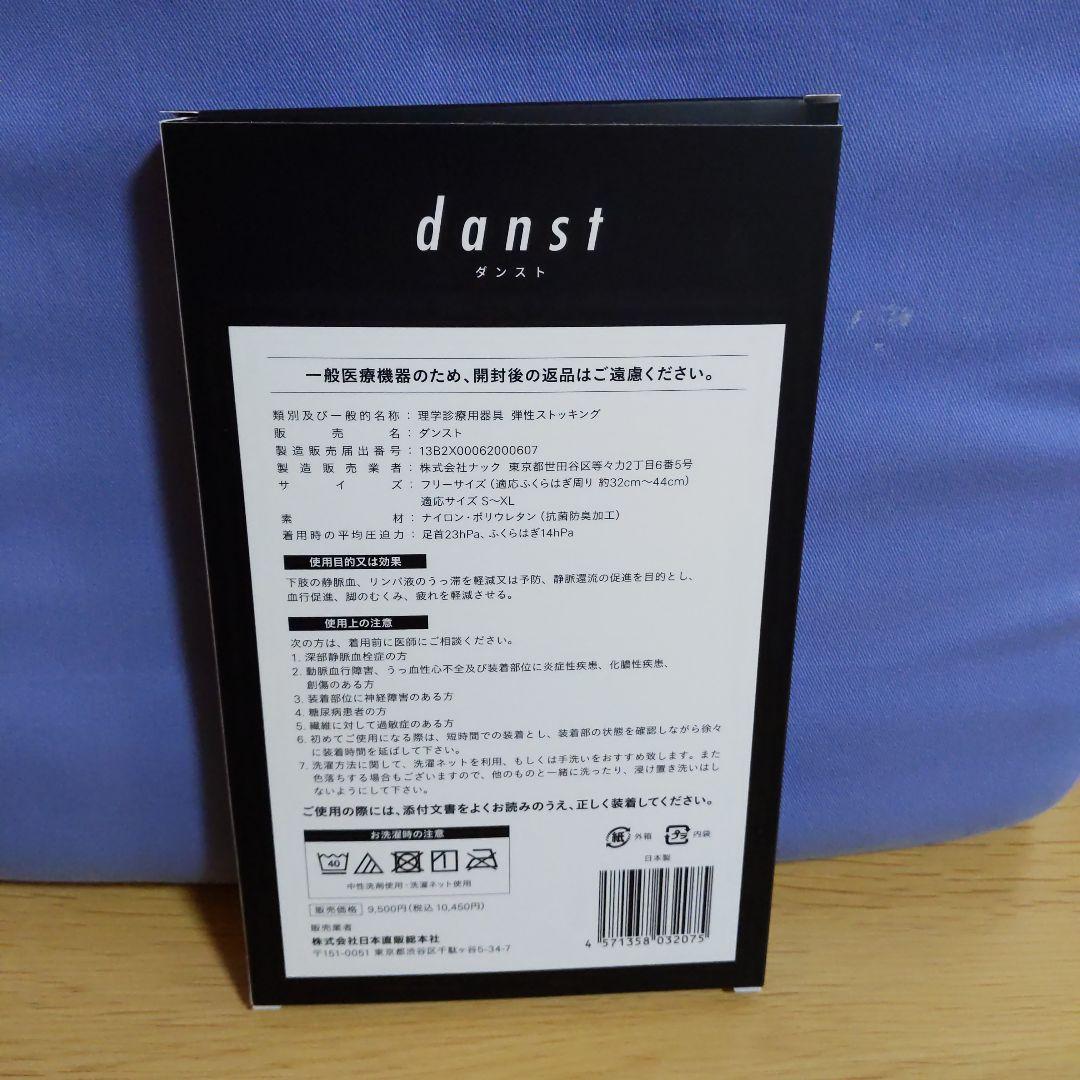 danst
ダンスト
一般医療機器のため、開封後の返品はご遠慮ください。
類別及び一般的名称：理学診療用器具 弾性ストッキング
販売名：ダンスト
製造販売届出番号：13B2X00062000607
製造販売業者：株式会社ナック 東京都世田谷区等々力2丁目6番5号
サイズ：フリーサイズ（適応ふくらはぎ周り 約32cm～44cm）
適応サイズ S～XL
素材：ナイロン・ポリウレタン（抗菌防臭加工）
着用時の平均圧迫力：足首23hPa、ふくらはぎ14hPa
使用目的又は効果
下肢の静脈血、リンパ液のうっ滞を軽減又は予防、静脈還流の促進を目的とし、
血行促進、脚のむくみ、疲れを軽減させる。
使用上の注意
次の方は、着用前に医師にご相談ください。
1. 深部静脈血栓症の方
2. 動脈血行障害、うっ血性心不全及び装着部位に炎症性疾患、化膿性疾患、
創傷のある方
3. 装着部位に神経障害のある方
4. 糖尿病患者の方
5. 繊維に対して過敏症のある方
6. 初めてご使用になる際は、短時間での装着とし、装着部の状態を確認しながら徐々
に装着時間を延ばして下さい。
7. 洗濯方法に関して、洗濯ネットを利用、もしくは手洗いをおすすめ致します。また
色落ちする場合もございますので、他のものと一緒に洗ったり、浸け置き洗いはし
ないようにして下さい。
ご使用の際には、添付文書をよくお読みのうえ、正しく装着してください。
お洗濯時の注意
40
中性洗剤使用・洗濯ネット使用
紙 外箱 プラ 内袋
日本製
販売価格 9,500円（税込10,450円）
販売業者
株式会社日本直販総本社
〒151-0051 東京都渋谷区千駄ヶ谷5-34-7
4 571358 032075